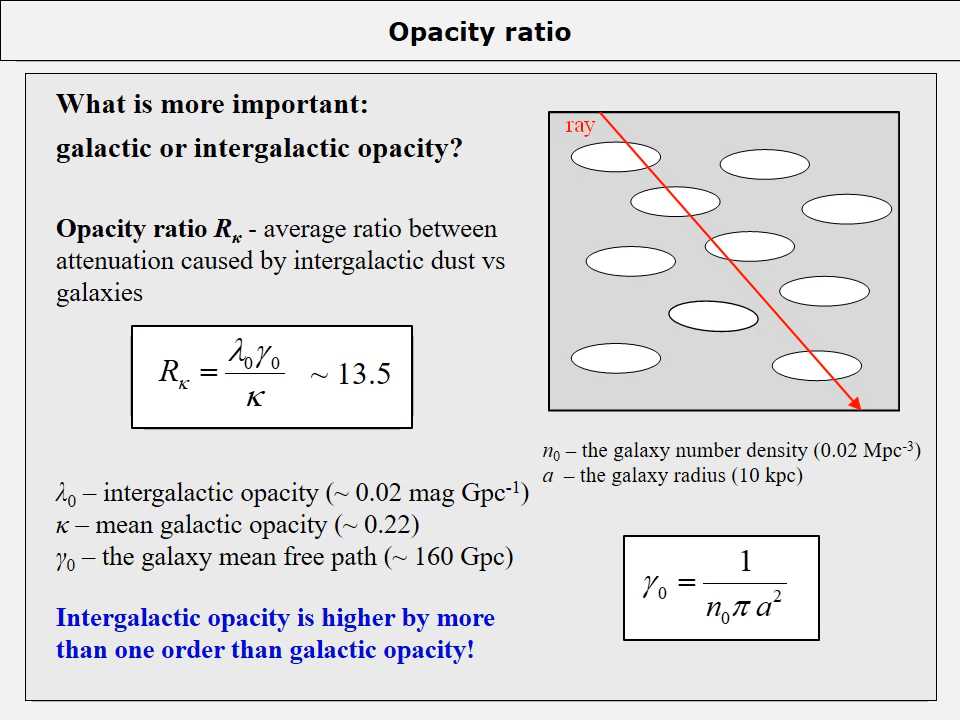 Opacity ratio
What is more important:
galactic or intergalactic opacity?
Opacity ratio Rκ - average ratio between
attenuation caused by intergalactic dust vs
galaxies
Rκ = λ0γ0 / κ ~ 13.5
λ0 – intergalactic opacity (~ 0.02 mag Gpc-1)
κ – mean galactic opacity (~ 0.22)
γ0 – the galaxy mean free path (~ 160 Gpc)
Intergalactic opacity is higher by more
than one order than galactic opacity!
ray
n0 – the galaxy number density (0.02 Mpc-3)
a – the galaxy radius (10 kpc)
γ0 = 1 / n0π a2